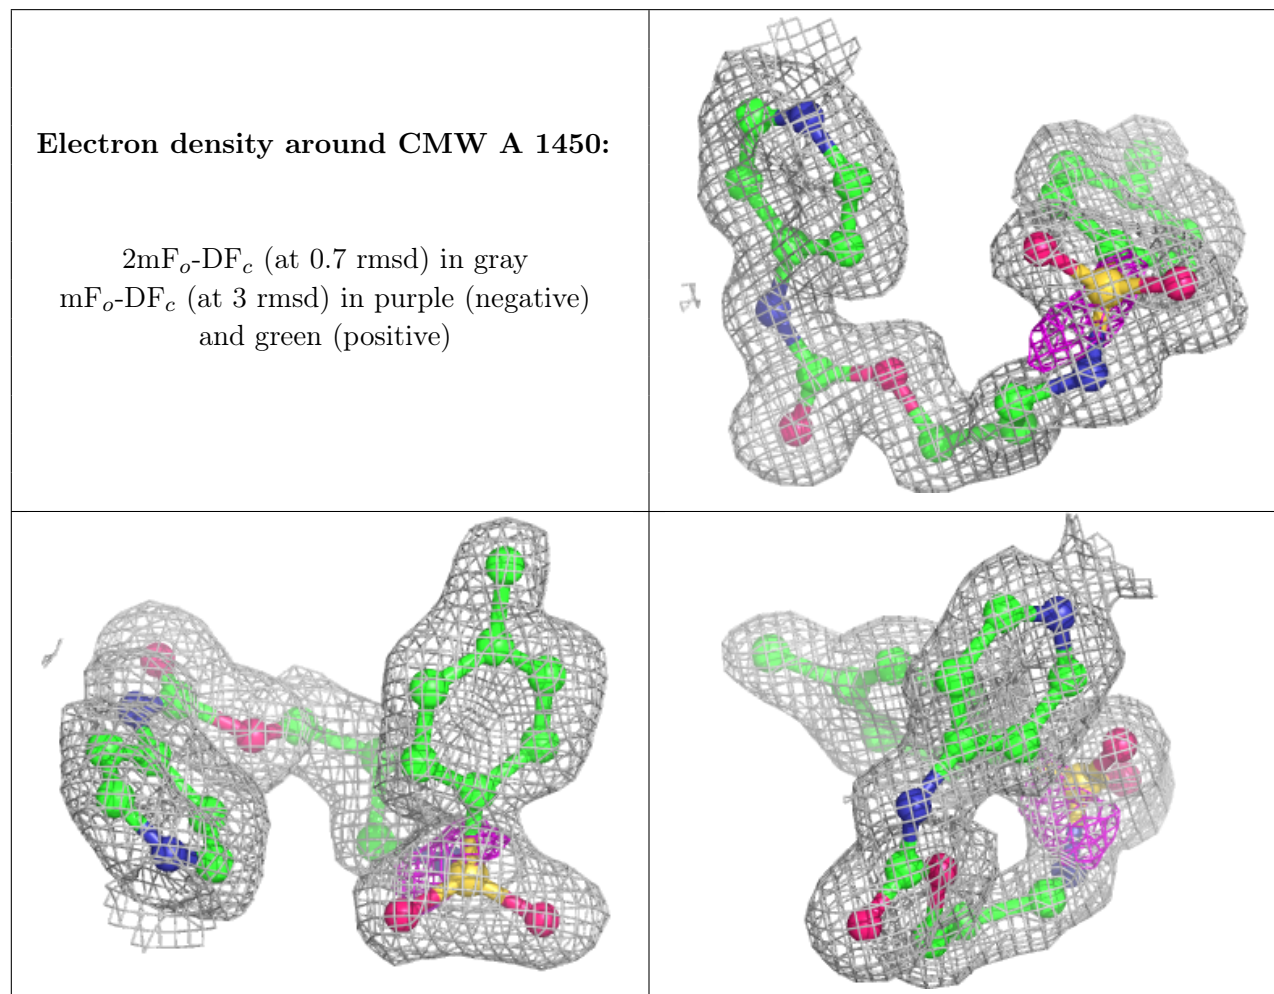 Electron density around CMW A 1450:
2mFo-DFc (at 0.7 rmsd) in gray
mFo-DFc (at 3 rmsd) in purple (negative)
and green (positive)